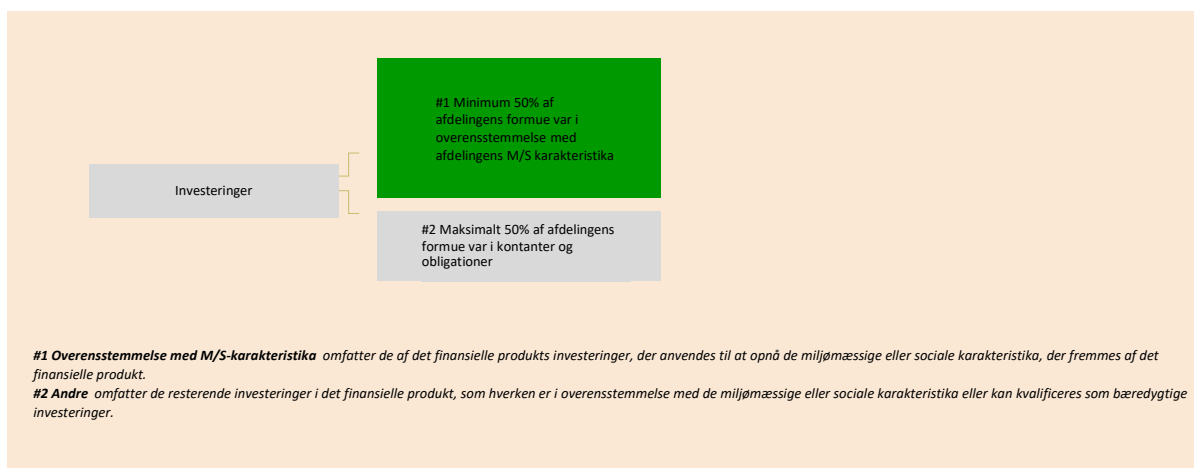 #1 Minimum 50% af
afdelingens formue var i
overensstemmelse med
afdelingens M/S karakteristika
Investeringer
#2 Maksimalt 50% af afdelingens
formue var i kontanter og
obligationer
#1 Overensstemmelse med M/S-karakteristika omfatter de af det finansielle produkts investeringer, der anvendes til at opnå de miljømæssige eller sociale karakteristika, der fremmes af det
finansielle produkt.
#2 Andre omfatter de resterende investeringer i det finansielle produkt, som hverken er i overensstemmelse med de miljømæssige eller sociale karakteristika eller kan kvalificeres som bæredygtige
investeringer.